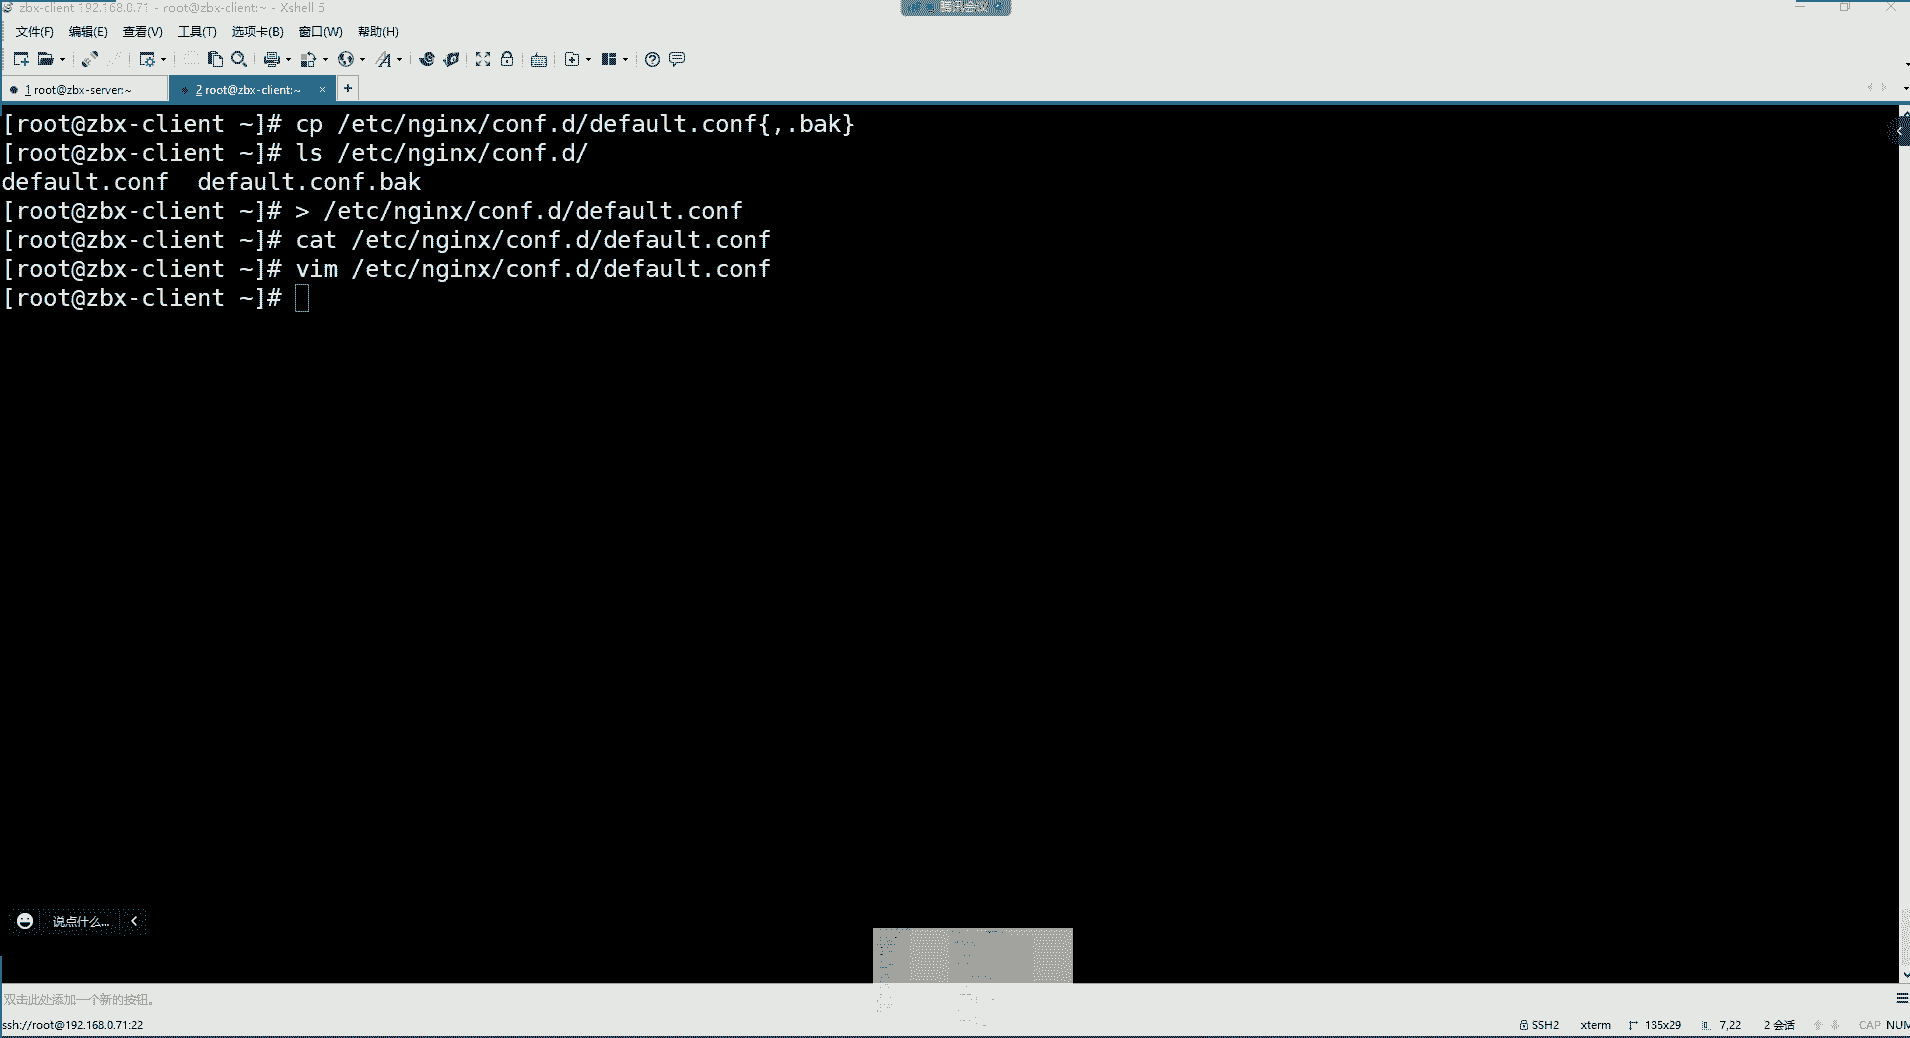 zbx-client 192.168.0.71 - root@zbx-client:~ - Xshell 5
腾讯会议
文件(F) 编辑(E) 查看(V) 工具(T) 选项卡(B) 窗口(W) 帮助(H)
1 root@zbx-server:~ 2 root@zbx-client:~ × +
[root@zbx-client ~]# cp /etc/nginx/conf.d/default.conf{,.bak}
[root@zbx-client ~]# ls /etc/nginx/conf.d/
default.conf  default.conf.bak
[root@zbx-client ~]# > /etc/nginx/conf.d/default.conf
[root@zbx-client ~]# cat /etc/nginx/conf.d/default.conf
[root@zbx-client ~]# vim /etc/nginx/conf.d/default.conf
[root@zbx-client ~]#
说点什么...
双击此处添加一个新的按钮。
ssh://root@192.168.0.71:22 SSH2 xterm 135x29 7,22 2 会话 CAP NUM